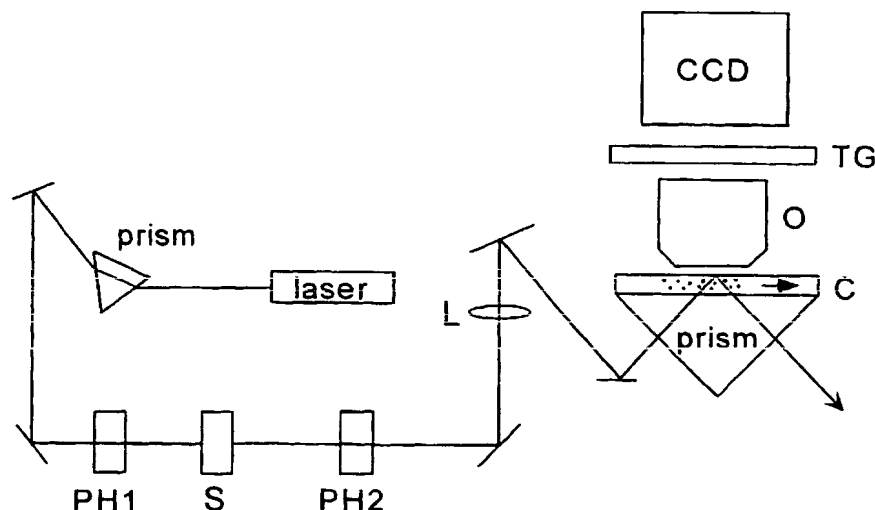 CCD
TG
O
prism
laser
L
C
prism
PH1
S
PH2